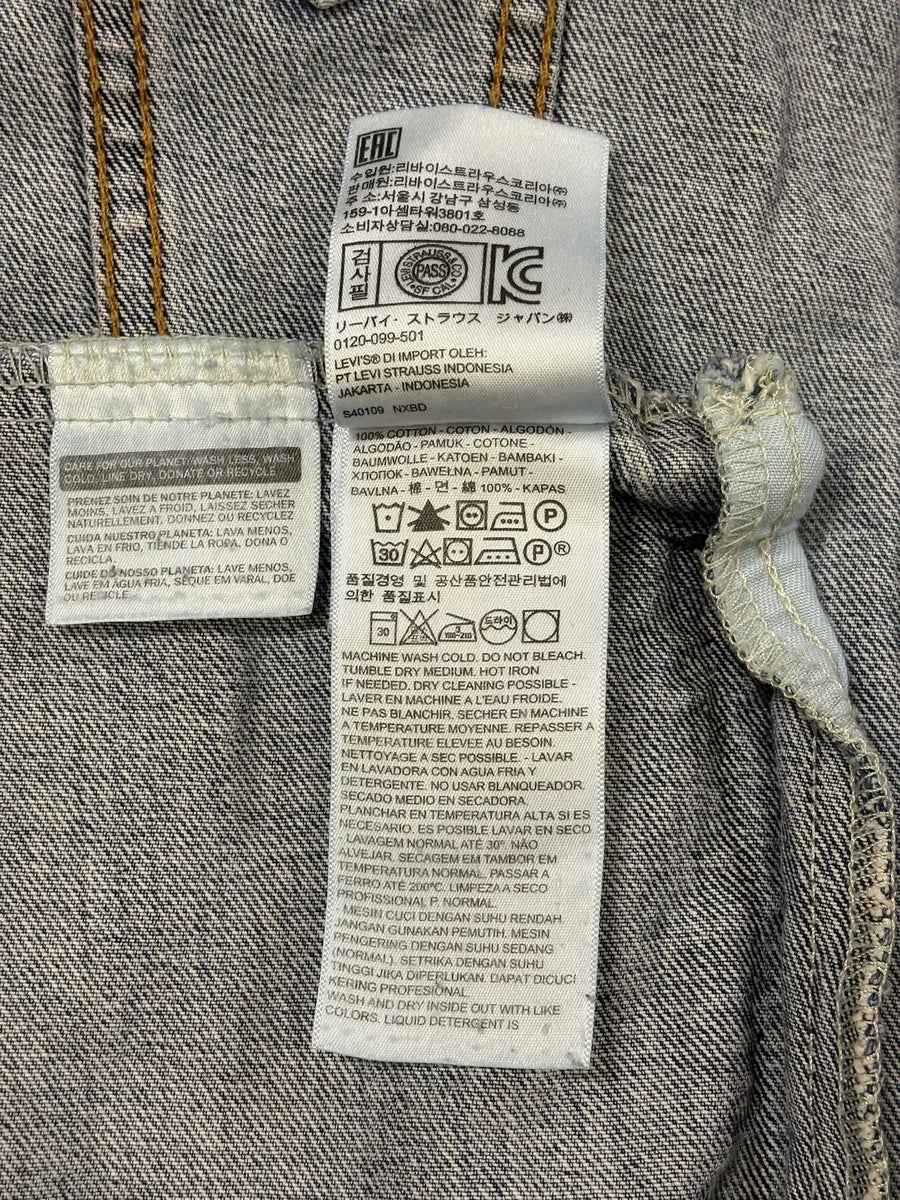 EAC
수입원:리바이스트라우스코리아㈜
판매원:리바이스트라우스코리아㈜
주 소:서울시 강남구 삼성동
159-1아셈타워3801호
소비자상담실:080-022-8088
검사필
LEVI STRAUSS & CO
PASS
SF CAL
KC
リーバイ・ストラウス ジャパン㈱
0120-099-501
LEVI'S® DI IMPORT OLEH:
PT LEVI STRAUSS INDONESIA
JAKARTA - INDONESIA
S40109 NXBD
100% COTTON - COTON - ALGODÓN -
ALGODÃO - PAMUK - COTONE -
BAUMWOLLE - KATOEN - BAMBAKI -
ХЛОПОК - BAWEŁNA - PAMUT -
BAVLNA - 棉 - 면 - 綿 100% - KAPAS
P
30 P®
품질경영 및 공산품안전관리법에
의한 품질표시
30 180~210 드라이
MACHINE WASH COLD. DO NOT BLEACH.
TUMBLE DRY MEDIUM. HOT IRON
IF NEEDED. DRY CLEANING POSSIBLE -
LAVER EN MACHINE A L'EAU FROIDE.
NE PAS BLANCHIR. SECHER EN MACHINE
A TEMPERATURE MOYENNE. REPASSER A
TEMPERATURE ELEVEE AU BESOIN.
NETTOYAGE A SEC POSSIBLE. - LAVAR
EN LAVADORA CON AGUA FRIA Y
DETERGENTE. NO USAR BLANQUEADOR.
SECADO MEDIO EN SECADORA.
PLANCHAR EN TEMPERATURA ALTA SI ES
NECESARIO. ES POSIBLE LAVAR EN SECO
- LAVAGEM NORMAL ATÉ 30º. NÃO
ALVEJAR. SECAGEM EM TAMBOR EM
TEMPERATURA NORMAL. PASSAR A
FERRO ATÉ 200ºC. LIMPEZA A SECO
PROFISSIONAL P. NORMAL.
- MESIN CUCI DENGAN SUHU RENDAH.
JANGAN GUNAKAN PEMUTIH. MESIN
PENGERING DENGAN SUHU SEDANG
(NORMAL). SETRIKA DENGAN SUHU
TINGGI JIKA DIPERLUKAN. DAPAT DICUCI
KERING PROFESIONAL
WASH AND DRY INSIDE OUT WITH LIKE
COLORS. LIQUID DETERGENT IS
CARE FOR OUR PLANET: WASH LESS, WASH
COLD, LINE DRY, DONATE OR RECYCLE
PRENEZ SOIN DE NOTRE PLANETE: LAVEZ
MOINS, LAVEZ A FROID, LAISSEZ SECHER
NATURELLEMENT, DONNEZ OU RECYCLEZ
CUIDA NUESTRO PLANETA: LAVA MENOS,
LAVA EN FRIO, TIENDE LA ROPA, DONA O
RECICLA
CUIDE DO NOSSO PLANETA: LAVE MENOS,
LAVE EM ÁGUA FRIA, SEQUE EM VARAL, DOE
OU RECICLE